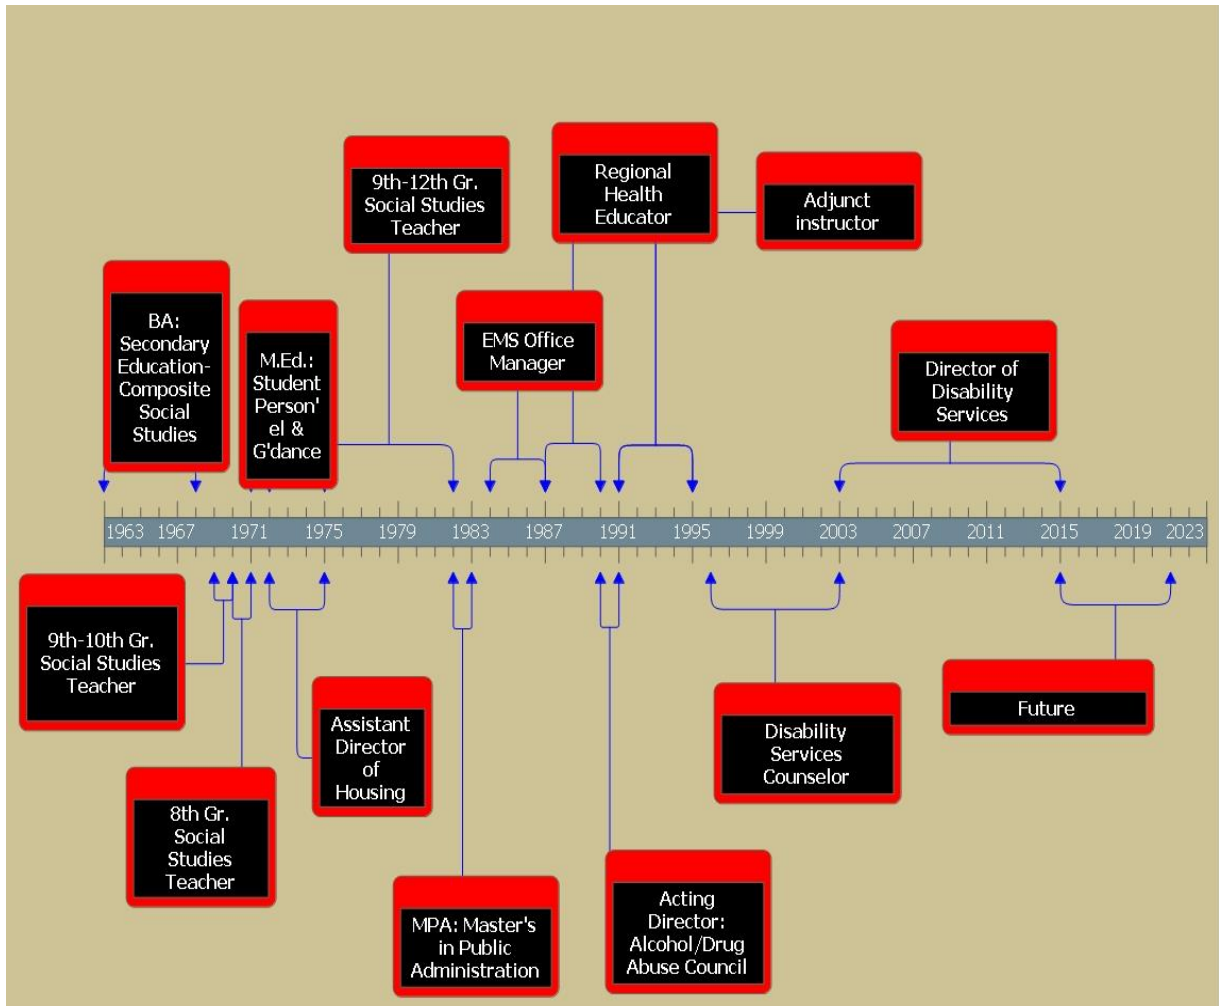 9th-12th Gr.
Social Studies
Teacher
Regional
Health
Educator
Adjunct
instructor
BA:
Secondary
Education-
Composite
Social
Studies
M.Ed.:
Student
Person'
el &
G'dance
EMS Office
Manager
Director of
Disability
Services
1963 1967 1971 1975 1979 1983 1987 1991 1995 1999 2003 2007 2011 2015 2019 2023
9th-10th Gr.
Social Studies
Teacher
8th Gr.
Social
Studies
Teacher
Assistant
Director
of
Housing
MPA: Master's
in Public
Administration
Acting
Director:
Alcohol/Drug
Abuse Council
Disability
Services
Counselor
Future